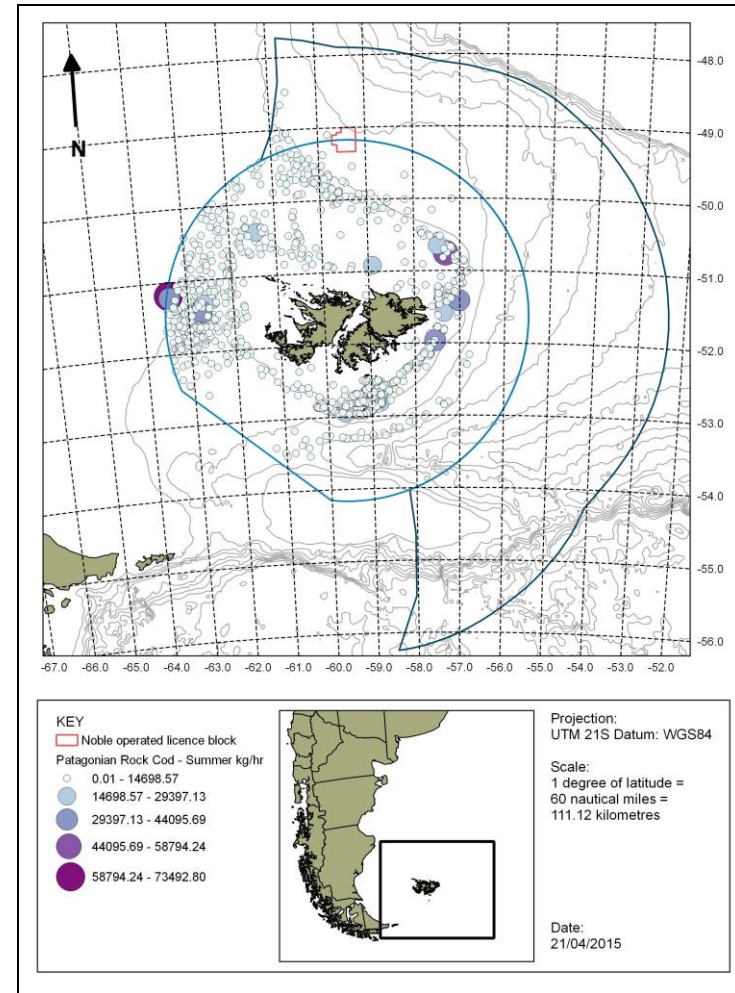 N
-48.0
-49.0
-50.0
-51.0
-52.0
-53.0
-54.0
-55.0
-56.0
-67.0 -66.0 -65.0 -64.0 -63.0 -62.0 -61.0 -60.0 -59.0 -58.0 -57.0 -56.0 -55.0 -54.0 -53.0 -52.0
KEY
Noble operated licence block
Patagonian Rock Cod - Summer kg/hr
0.01 - 14698.57
14698.57 - 29397.13
29397.13 - 44095.69
44095.69 - 58794.24
58794.24 - 73492.80
Projection:
UTM 21S Datum: WGS84
Scale:
1 degree of latitude =
60 nautical miles =
111.12 kilometres
Date:
21/04/2015